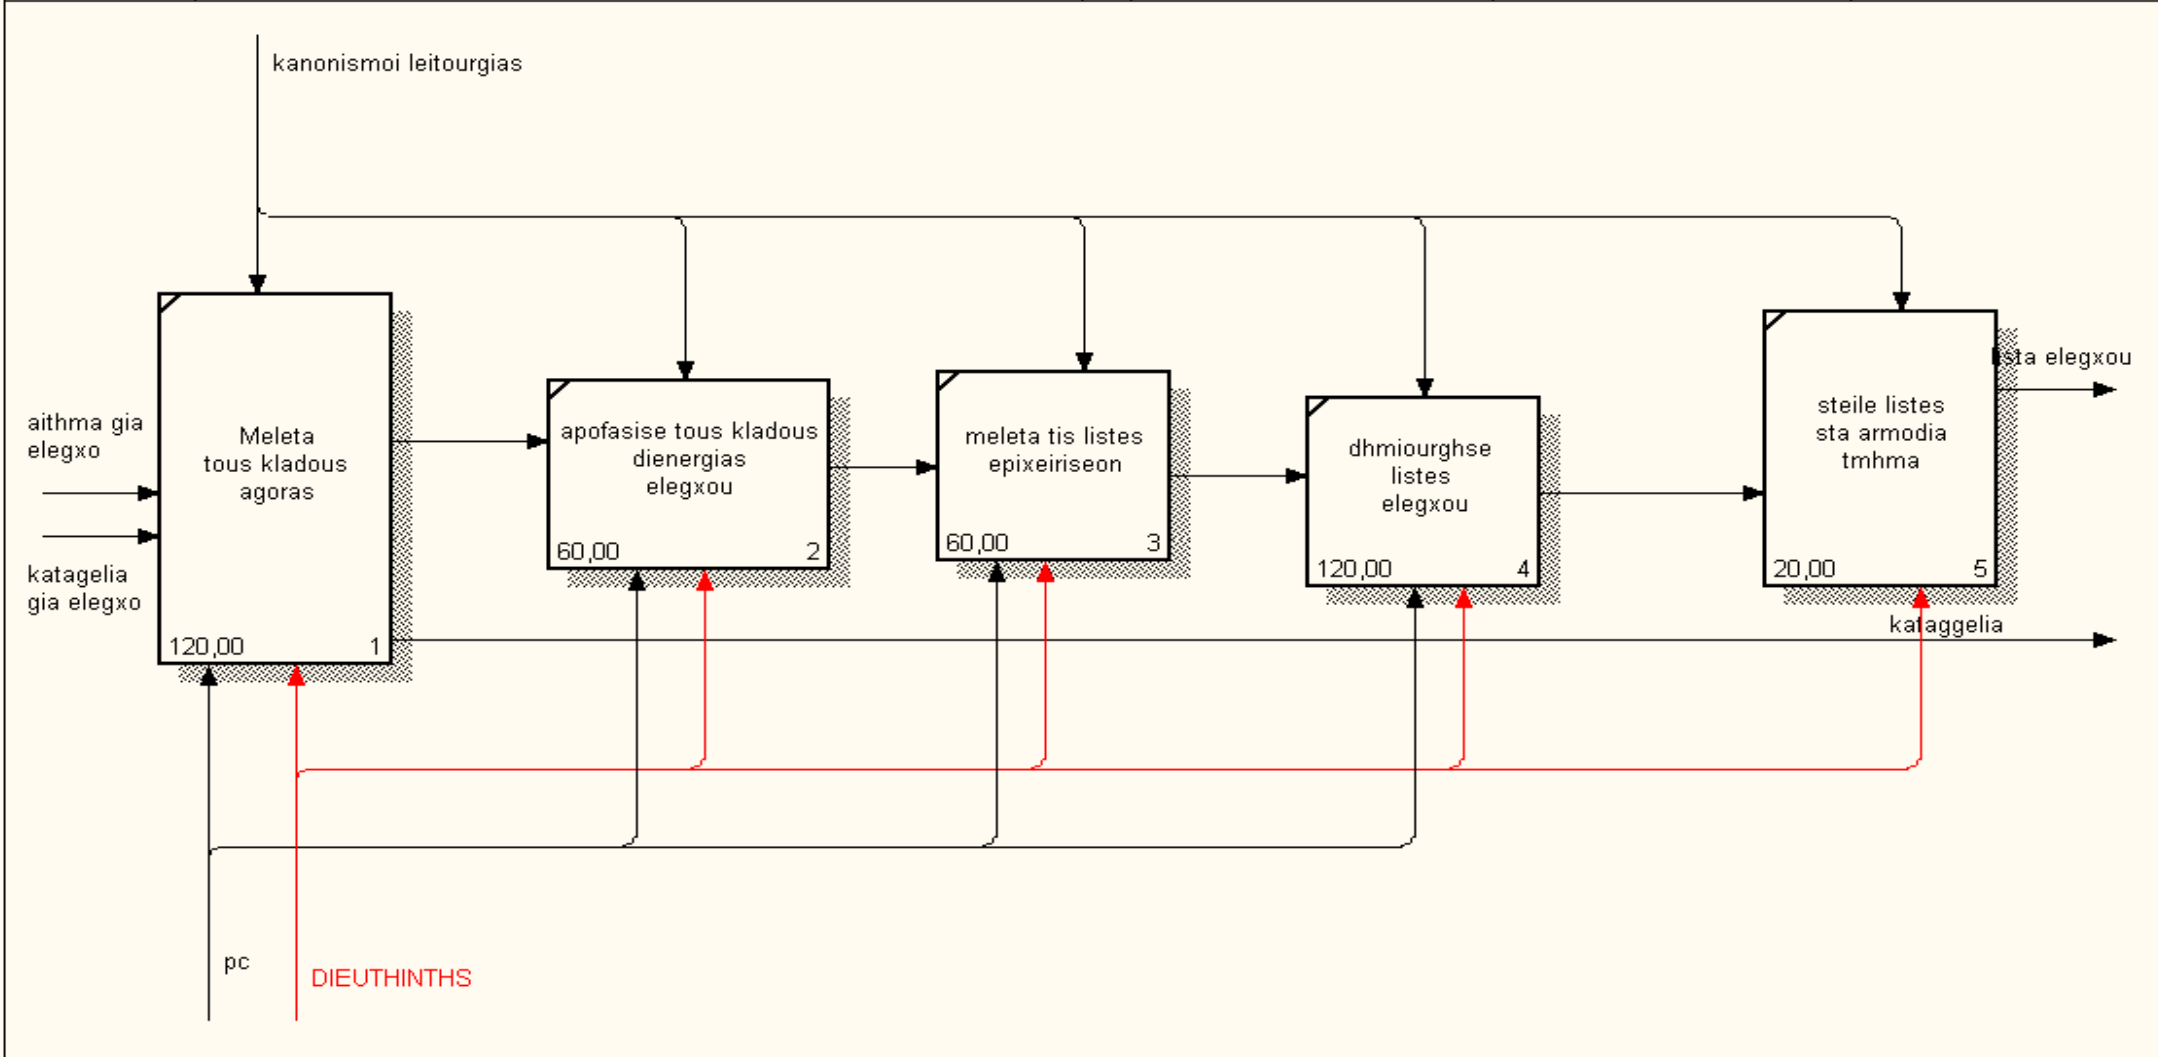 kanonismoi leitourgias
aithma gia
elegxo
katagelia
gia elegxo
Meleta
tous kladous
agoras
120,00 1
apofasise tous kladous
dienergias
elegxou
60,00 2
meleta tis listes
epixeiriseon
60,00 3
dhmiourghse
listes
elegxou
120,00 4
steile listes
sta armodia
tmhma
20,00 5
lista elegxou
kataggelia
pc
DIEUTHINTHS